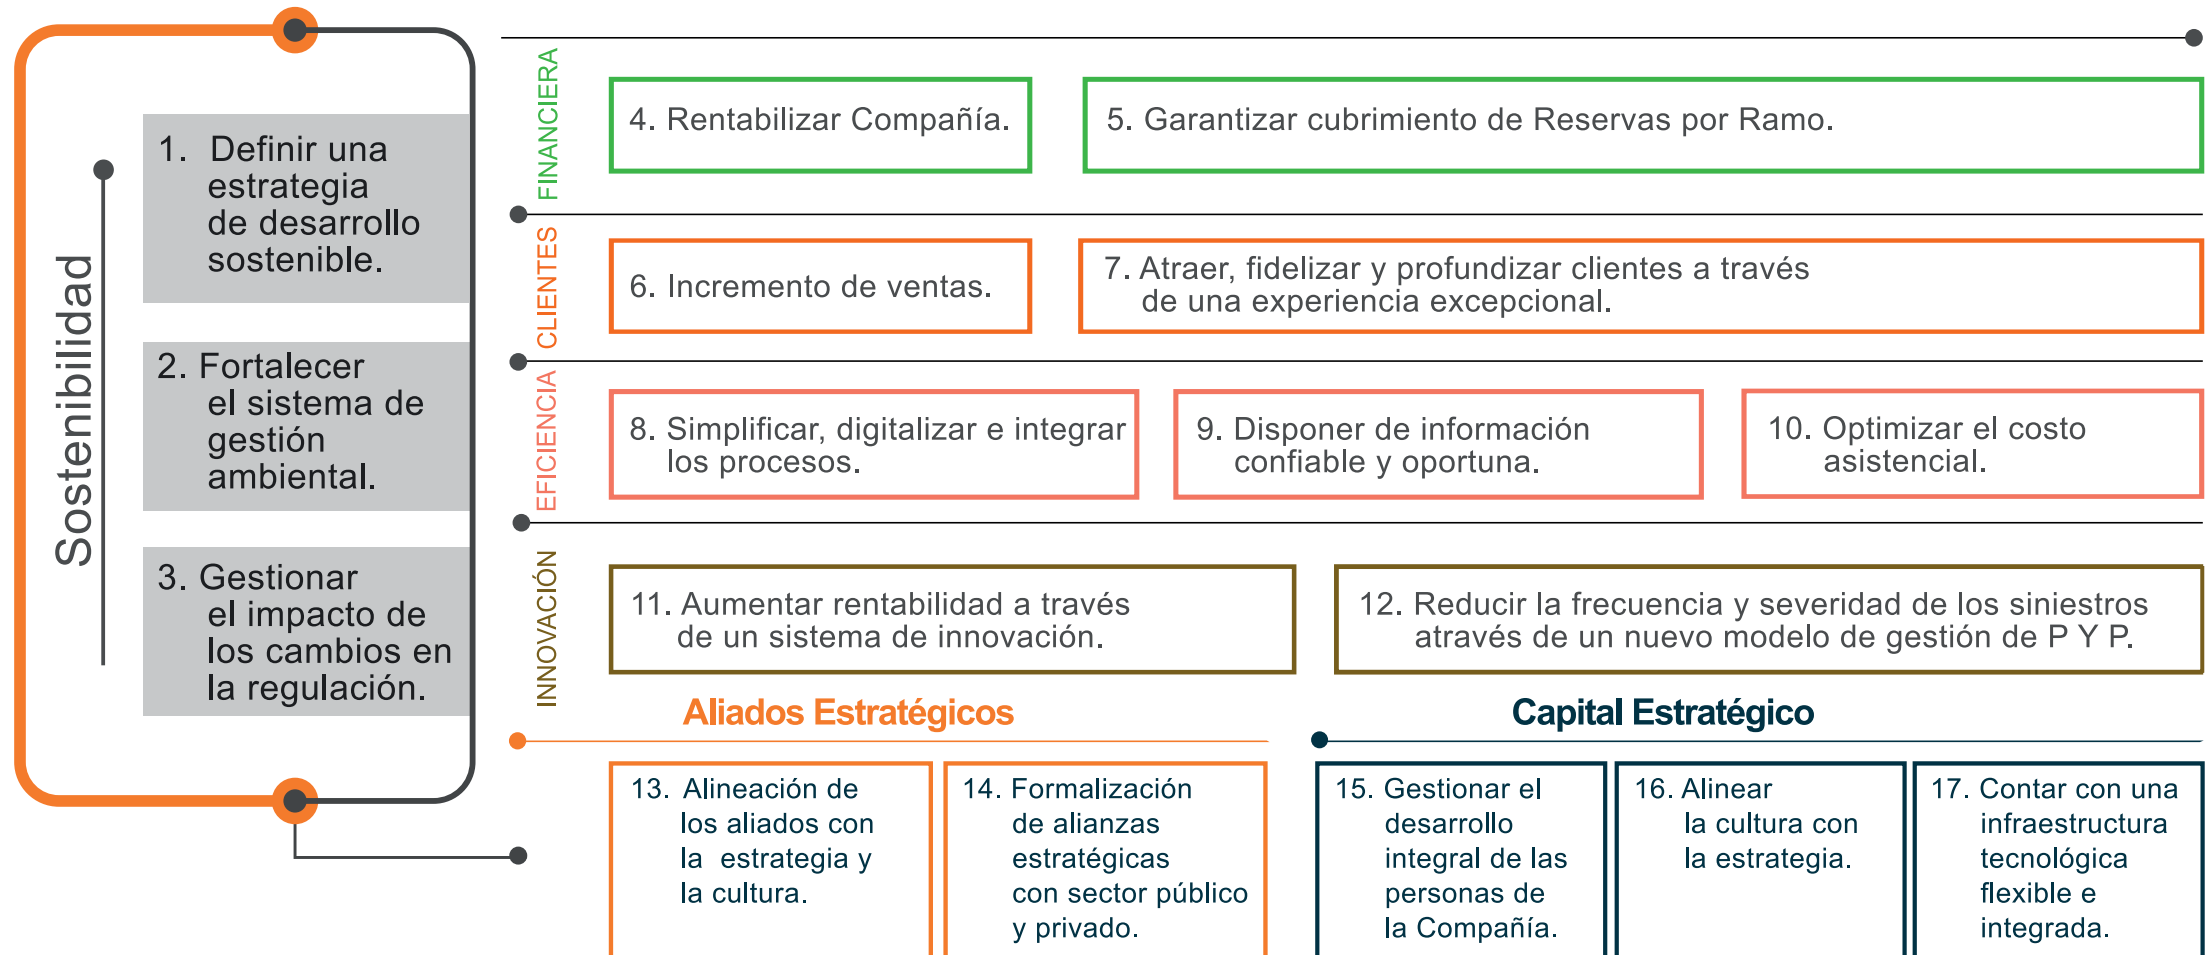 Sostenibilidad
1. Definir una
estrategia
de desarrollo
sostenible.
2. Fortalecer
el sistema de
gestión
ambiental.
3. Gestionar
el impacto de
los cambios en
la regulación.
FINANCIERA
4. Rentabilizar Compañía.
5. Garantizar cubrimiento de Reservas por Ramo.
CLIENTES
6. Incremento de ventas.
7. Atraer, fidelizar y profundizar clientes a través
de una experiencia excepcional.
EFICIENCIA
8. Simplificar, digitalizar e integrar
los procesos.
9. Disponer de información
confiable y oportuna.
10. Optimizar el costo
asistencial.
INNOVACIÓN
11. Aumentar rentabilidad a través
de un sistema de innovación.
12. Reducir la frecuencia y severidad de los siniestros
através de un nuevo modelo de gestión de P Y P.
Aliados Estratégicos
13. Alineación de
los aliados con
la estrategia y
la cultura.
14. Formalización
de alianzas
estratégicas
con sector público
y privado.
Capital Estratégico
15. Gestionar el
desarrollo
integral de las
personas de
la Compañía.
16. Alinear
la cultura con
la estrategia.
17. Contar con una
infraestructura
tecnológica
flexible e
integrada.